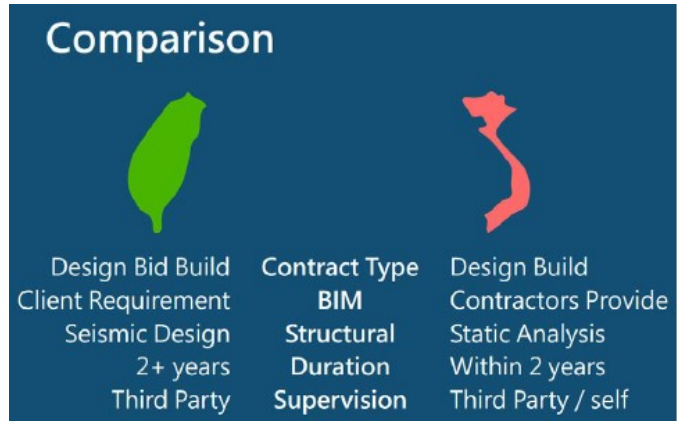 Comparison
Design Bid Build Contract Type Design Build
Client Requirement BIM Contractors Provide
Seismic Design Structural Static Analysis
2+ years Duration Within 2 years
Third Party Supervision Third Party / self